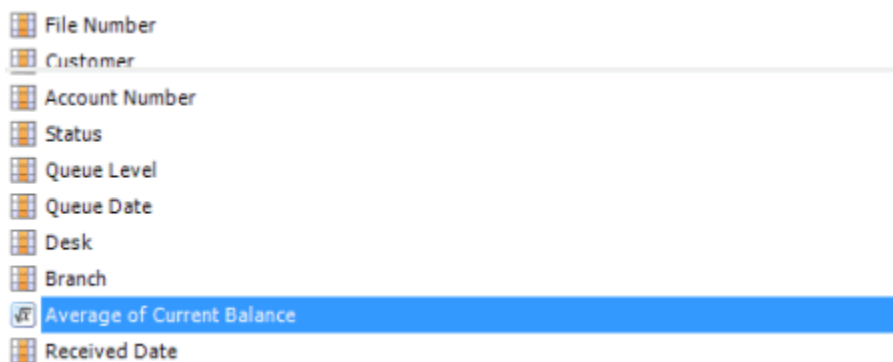 File Number
Customer
Account Number
Status
Queue Level
Queue Date
Desk
Branch
Average of Current Balance
Received Date